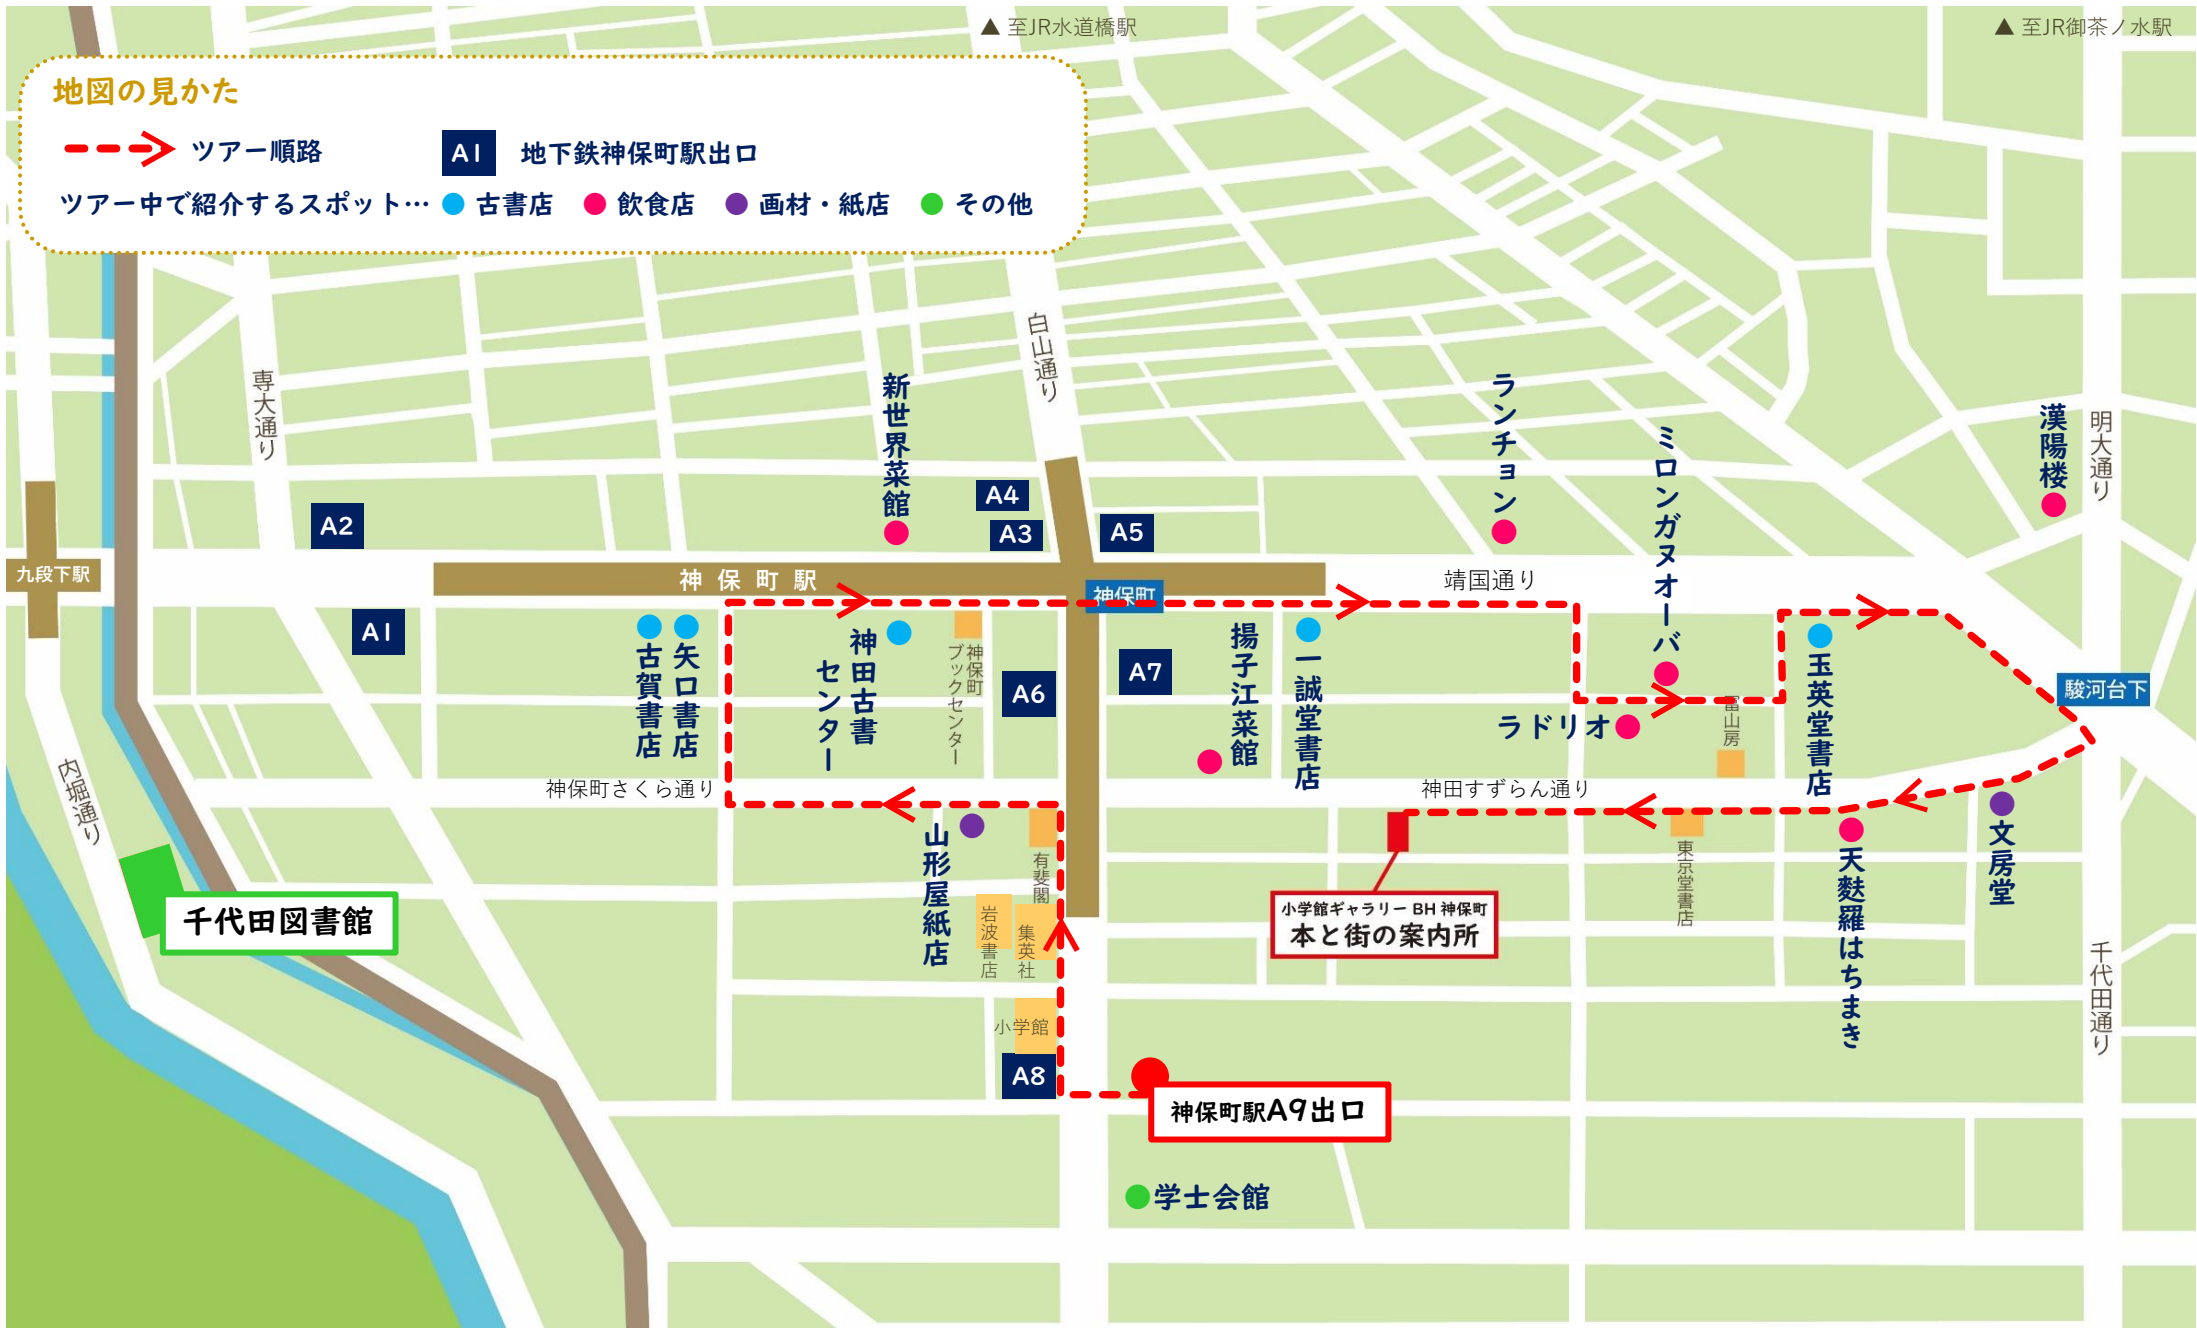 ▲ 至JR水道橋駅
▲ 至JR御茶ノ水駅
地図の見かた
ツアー順路
A1 地下鉄神保町駅出口
ツアー中で紹介するスポット… 古書店 飲食店 画材・紙店 その他
白山通り
専大通り
新世界菜館
ランチョン
ミロンガヌオーバ
漢陽楼
明大通り
A2
A4
A3
A5
九段下駅
神保町駅
神保町
靖国通り
A1
古賀書店
矢口書店
神田古書
センター
神保町
ブックセンター
A6
A7
揚子江菜館
一誠堂書店
ラドリオ
冨山房
玉英堂書店
駿河台下
内堀通り
神保町さくら通り
神田すずらん通り
山形屋紙店
有斐閣
岩波書店
集英社
小学館
東京堂書店
天麩羅はちまき
文房堂
千代田図書館
小学館ギャラリー BH 神保町
本と街の案内所
千代田通り
A8
神保町駅A9出口
学士会館